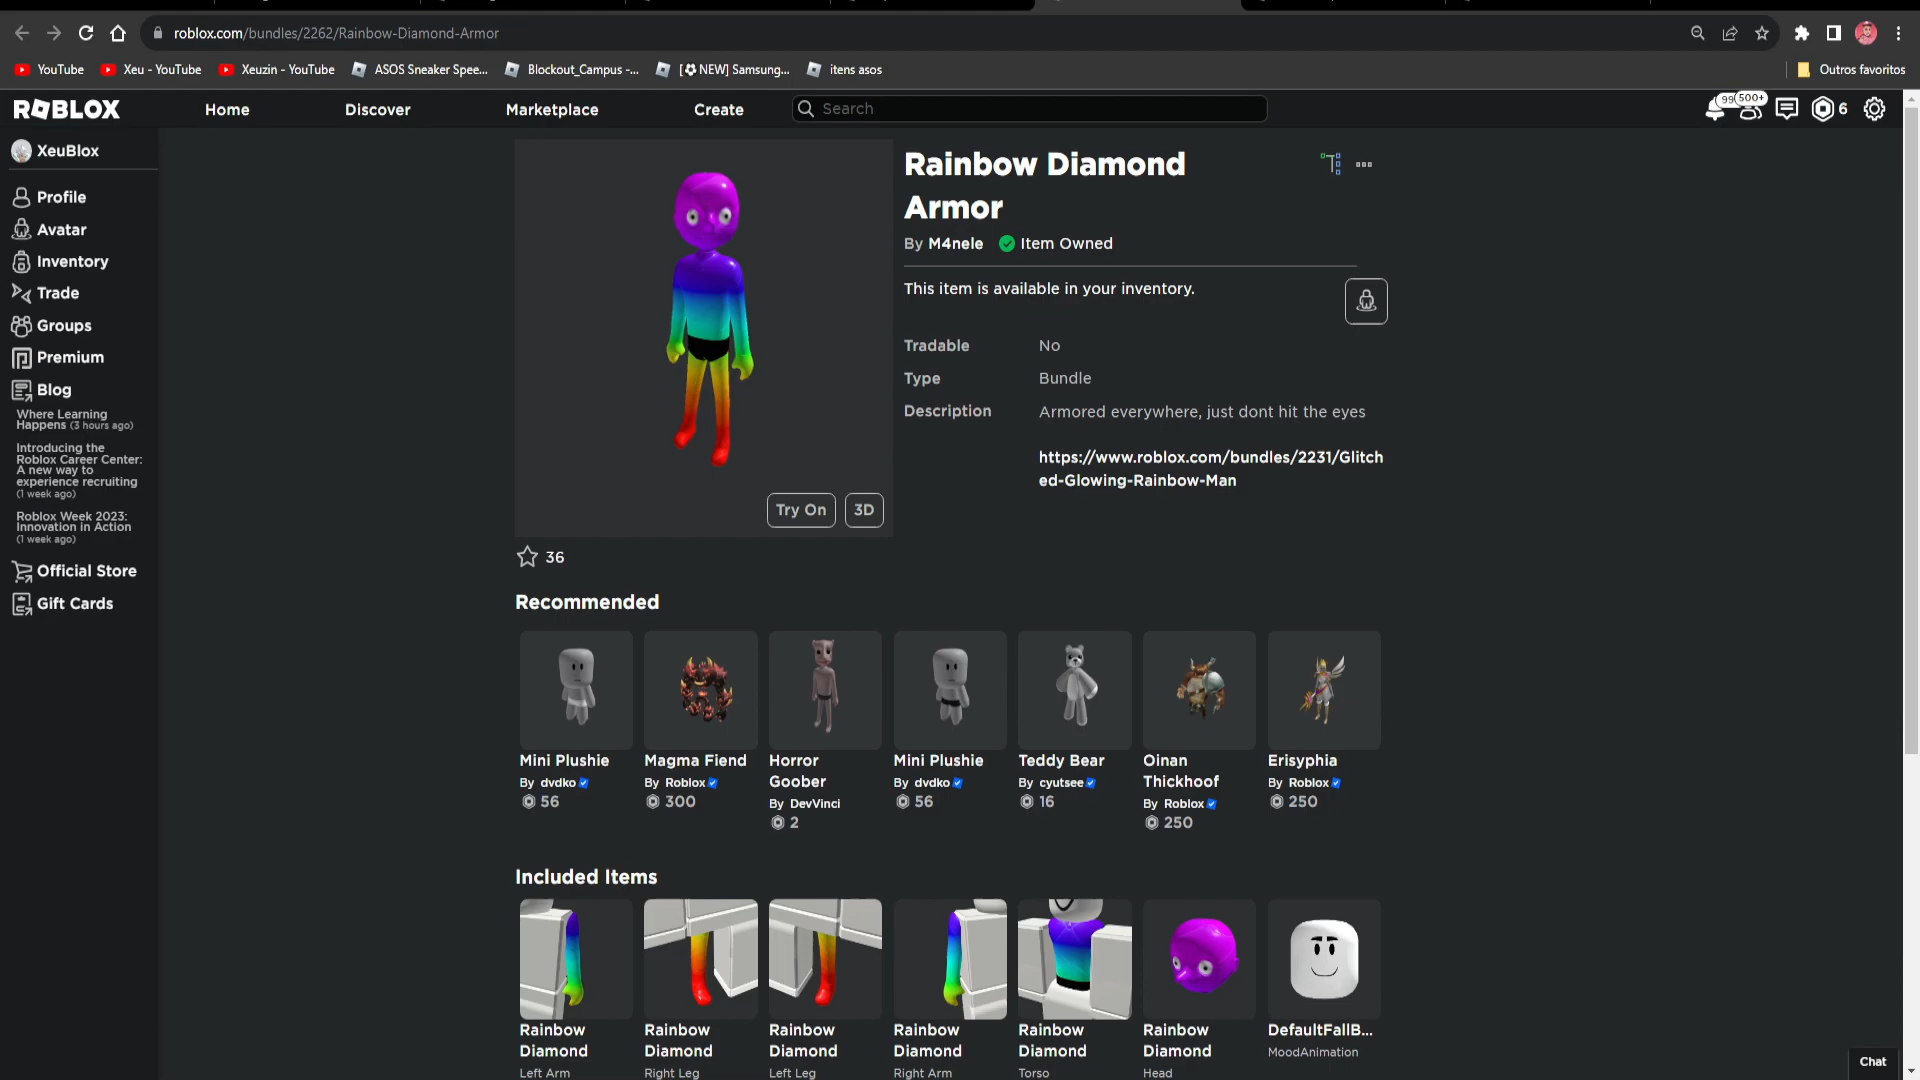 roblox.com/bundles/2262/Rainbow-Diamond-Armor
YouTube
Xeu - YouTube
Xeuzin - YouTube
ASOS Sneaker Spee...
Blockout_Campus -...
[⚽NEW] Samsung...
itens asos
Outros favoritos
ROBLOX
Home
Discover
Marketplace
Create
Search
99
500+
6
XeuBlox
Profile
Avatar
Inventory
Trade
Groups
Premium
Blog
Where Learning
Happens (3 hours ago)
Introducing the
Roblox Career Center:
A new way to
experience recruiting
(1 week ago)
Roblox Week 2023:
Innovation in Action
(1 week ago)
Official Store
Gift Cards
Try On
3D
36
Rainbow Diamond
Armor
By M4nele
Item Owned
This item is available in your inventory.
Tradable No
Type Bundle
Description Armored everywhere, just dont hit the eyes
https://www.roblox.com/bundles/2231/Glitch
ed-Glowing-Rainbow-Man
Recommended
Mini Plushie
By dvdko
56
Magma Fiend
By Roblox
300
Horror
Goober
By DevVinci
2
Mini Plushie
By dvdko
56
Teddy Bear
By cyutsee
16
Oinan
Thickhoof
By Roblox
250
Erisyphia
By Roblox
250
Included Items
Rainbow
Diamond
Left Arm
Rainbow
Diamond
Right Leg
Rainbow
Diamond
Left Leg
Rainbow
Diamond
Right Arm
Rainbow
Diamond
Torso
Rainbow
Diamond
Head
DefaultFallB...
MoodAnimation
Chat